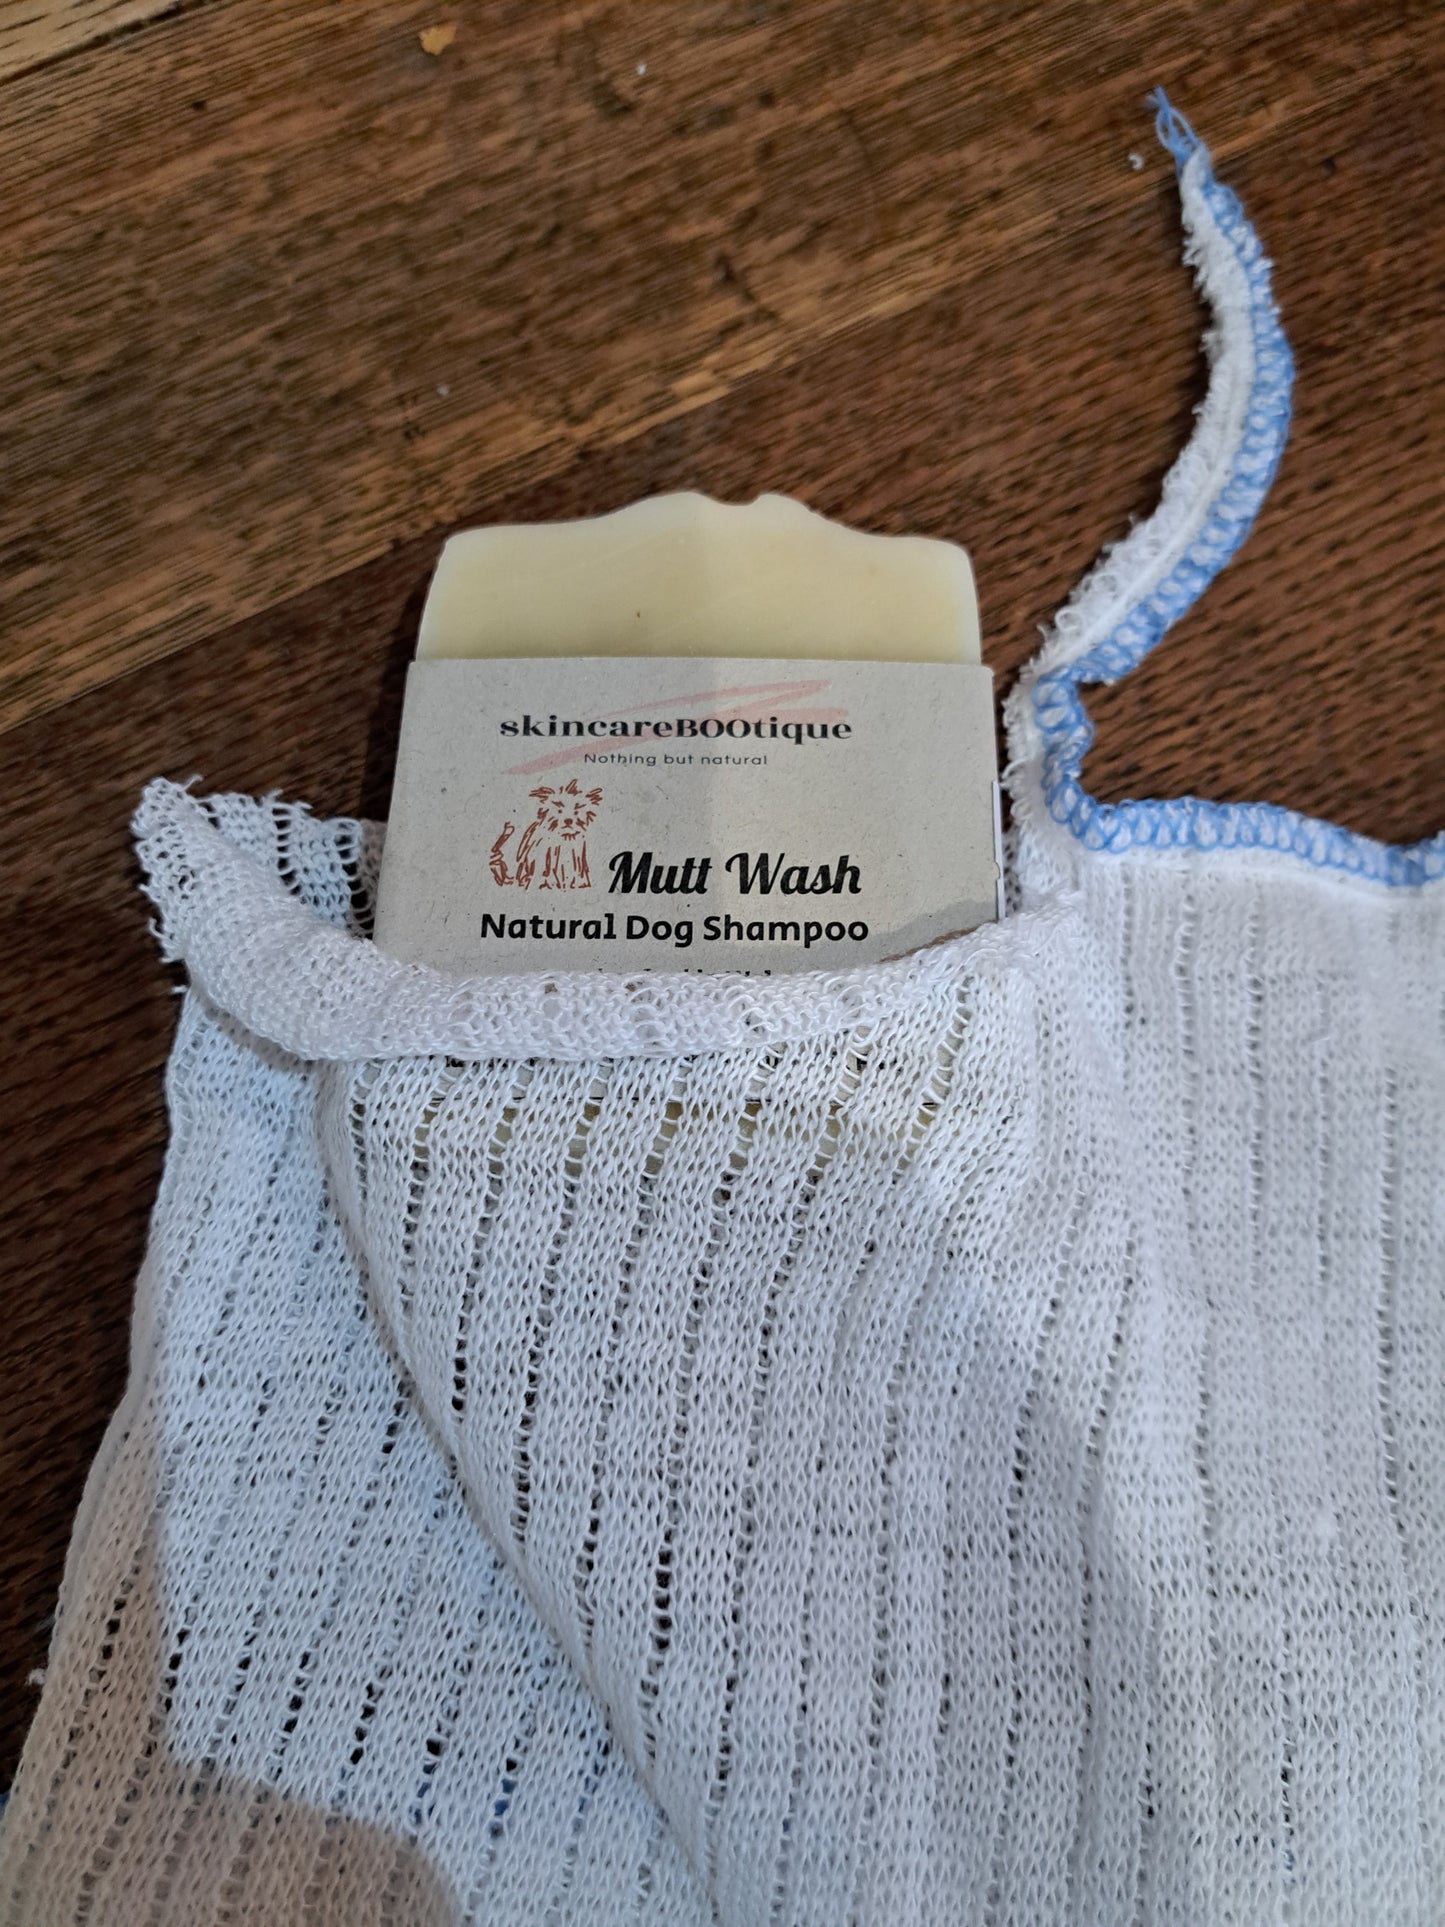 skincareBOOtique
Nothing but natural
Mutt Wash
Natural Dog Shampoo